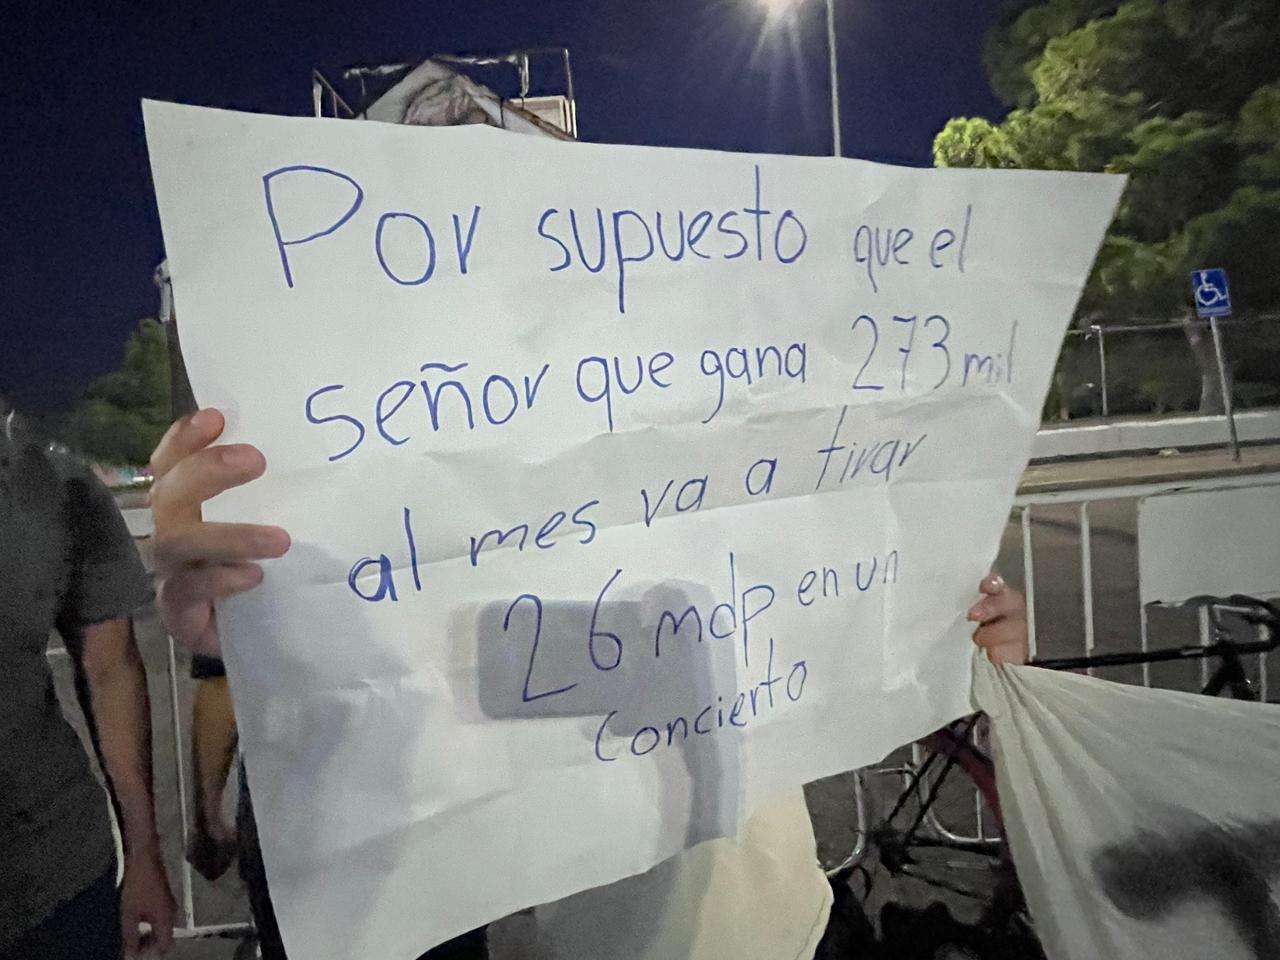 Por supuesto que el
señor que gana 273 mil
al mes va a tirar
26 mdp en un
concierto